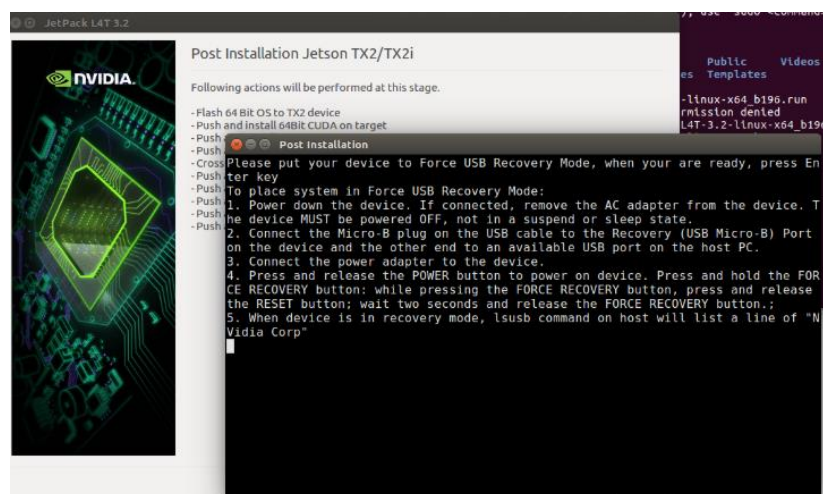 JetPack L4T 3.2
NVIDIA.
Post Installation Jetson TX2/TX2i
Following actions will be performed at this stage.
- Flash 64 Bit OS to TX2 device
- Push and install 64Bit CUDA on target
- Push
- Push
- Cross
- Push
- Push
- Push
- Push
- Push
Public Videos
es Templates
-linux-x64_b196.run
rmission denied
L4T-3.2-linux-x64_b196
Post Installation
Please put your device to Force USB Recovery Mode, when your are ready, press En
ter key
To place system in Force USB Recovery Mode:
1. Power down the device. If connected, remove the AC adapter from the device. T
he device MUST be powered OFF, not in a suspend or sleep state.
2. Connect the Micro-B plug on the USB cable to the Recovery (USB Micro-B) Port
on the device and the other end to an available USB port on the host PC.
3. Connect the power adapter to the device.
4. Press and release the POWER button to power on device. Press and hold the FOR
CE RECOVERY button: while pressing the FORCE RECOVERY button, press and release
the RESET button; wait two seconds and release the FORCE RECOVERY button.;
5. When device is in recovery mode, lsusb command on host will list a line of "N
Vidia Corp"